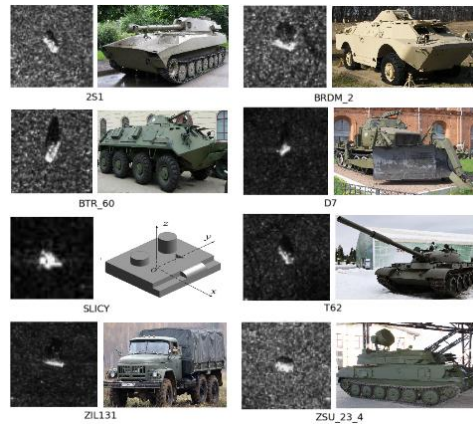 2S1
BRDM_2
BTR_60
D7
z
y
x
SLICY
T62
ZIL131
ZSU_23_4